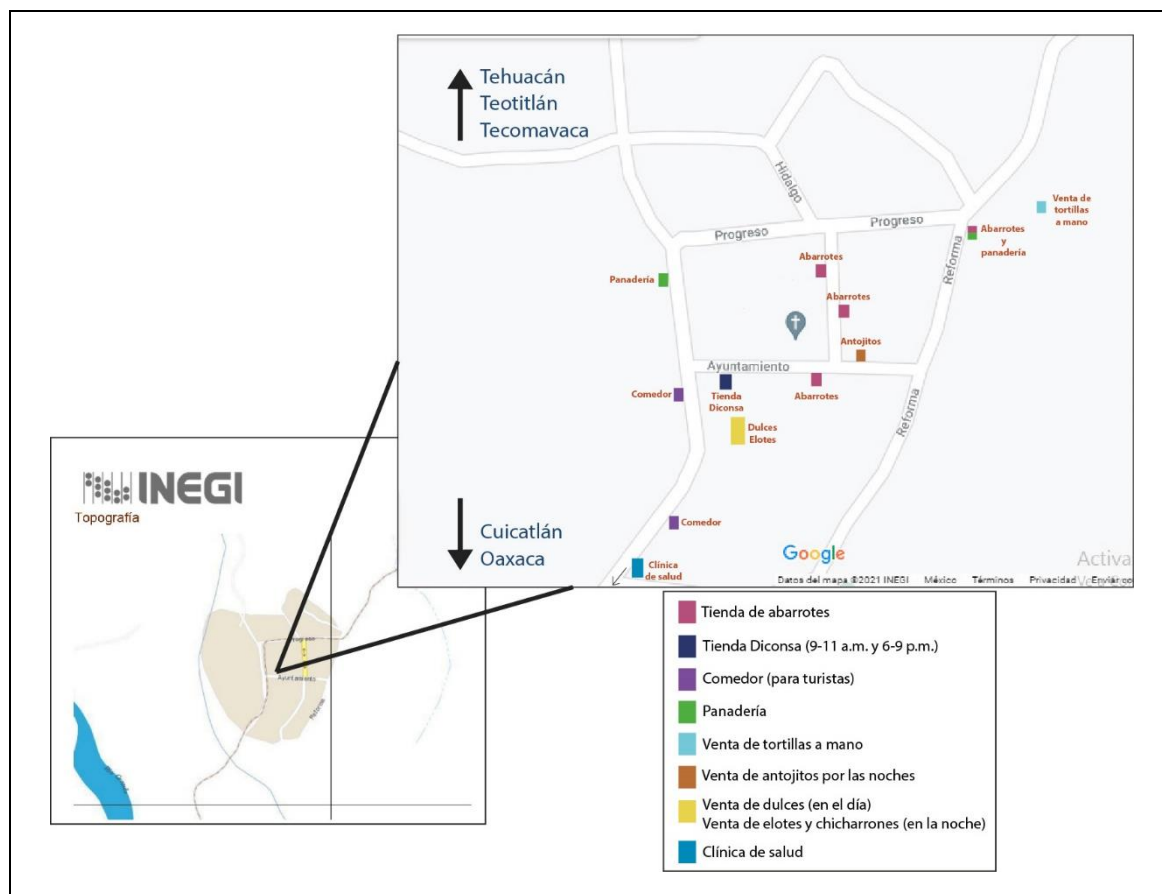 Tehuacán
Teotitlán
Tecomavaca
Hidalgo
Progreso
Progreso
Reforma
Venta de
tortillas
a mano
Abarrotes
y
panadería
Abarrotes
Panadería
Abarrotes
Antojitos
Ayuntamiento
Comedor
Tienda
Diconsa
Abarrotes
Reforma
Dulces
Elotes
Cuicatlán
Oaxaca
Comedor
Clínica
de salud
Google
Activa
Datos del mapa ©2021 INEGI México Términos Privacidad
INEGI
Topografía
Progreso
Ayuntamiento
Reforma
Tienda de abarrotes
Tienda Diconsa (9-11 a.m. y 6-9 p.m.)
Comedor (para turistas)
Panadería
Venta de tortillas a mano
Venta de antojitos por las noches
Venta de dulces (en el día)
Venta de elotes y chicharrones (en la noche)
Clínica de salud